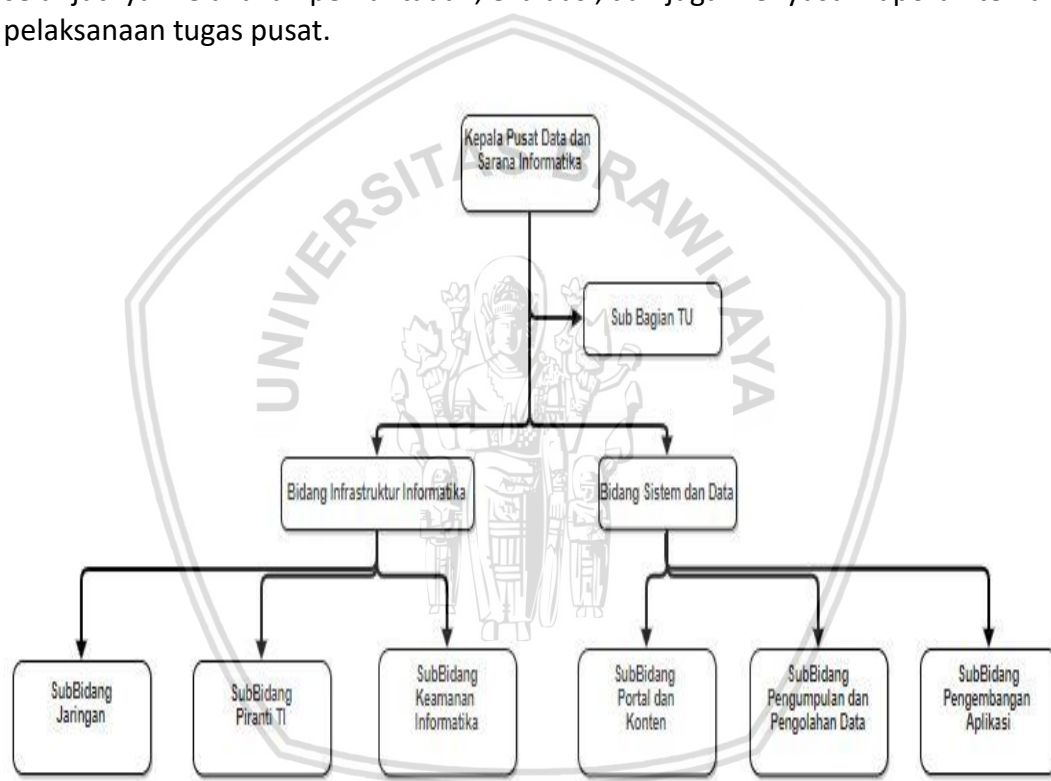 pelaksanaan tugas pusat.
UNIVERSITAS BRAWIJAYA
Kepala Pusat Data dan
Sarana Informatika
Sub Bagian TU
Bidang Infrastruktur Informatika
Bidang Sistem dan Data
SubBidang
Jaringan
SubBidang
Piranti TI
SubBidang
Keamanan
Informatika
SubBidang
Portal dan
Konten
SubBidang
Pengumpulan dan
Pengolahan Data
SubBidang
Pengembangan
Aplikasi